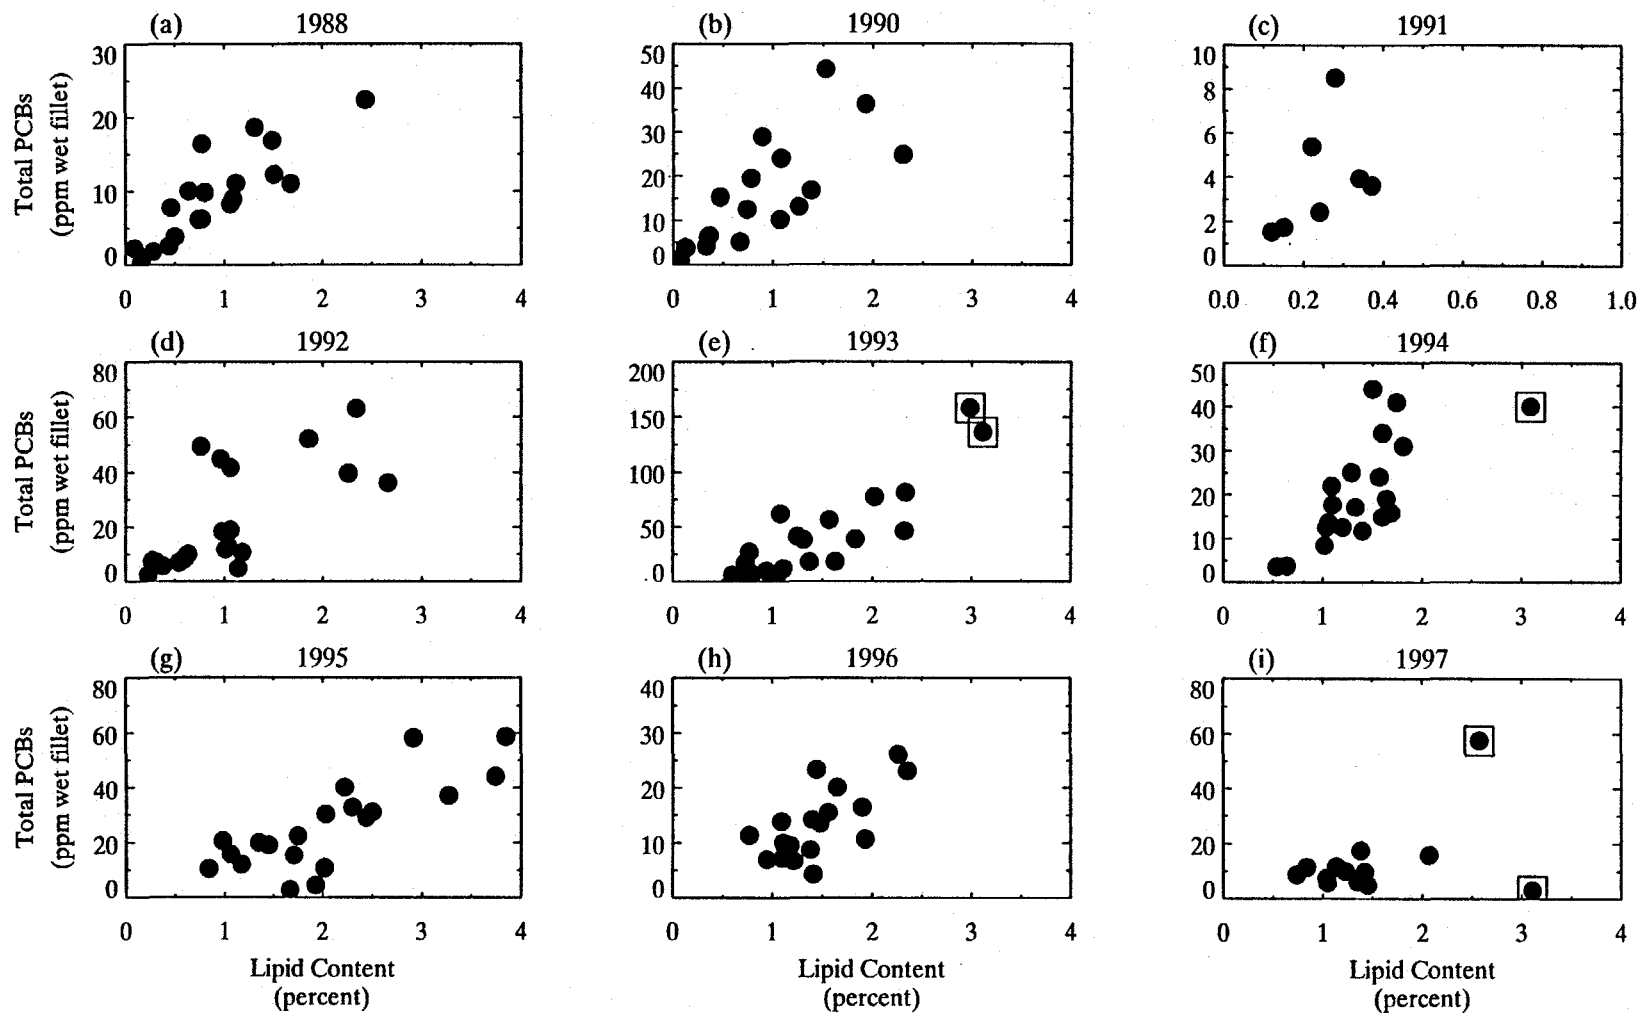 (a) 1988 (b) 1990 (c) 1991
30 50 10
40 8
20 30 6
20 4
10 10 2
0 0 0
Total PCBs
(ppm wet fillet)
0 1 2 3 4 0 1 2 3 4 0.0 0.2 0.4 0.6 0.8 1.0
(d) 1992 (e) 1993 (f) 1994
80 200 50
60 150 40
40 100 30
20 50 20
10
0 0 0
Total PCBs
(ppm wet fillet)
0 1 2 3 4 0 1 2 3 4 0 1 2 3 4
(g) 1995 (h) 1996 (i) 1997
80 40 80
60 30 60
40 20 40
20 10 20
0 0 0
Total PCBs
(ppm wet fillet)
0 1 2 3 4 0 1 2 3 4 0 1 2 3 4
Lipid Content Lipid Content Lipid Content
(percent) (percent) (percent)